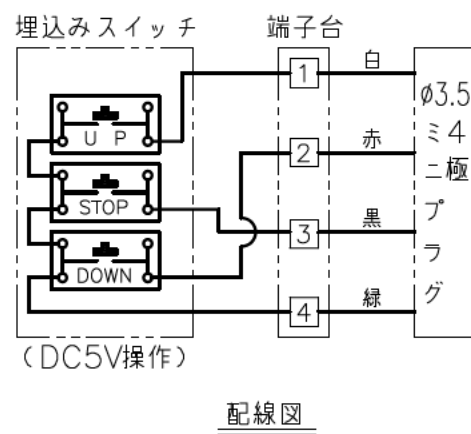 埋込みスイッチ
端子台
UP
STOP
DOWN
(DC5V操作)
1
2
3
4
白
赤
黒
緑
φ3.5
ミニプラグ
4極
配線図